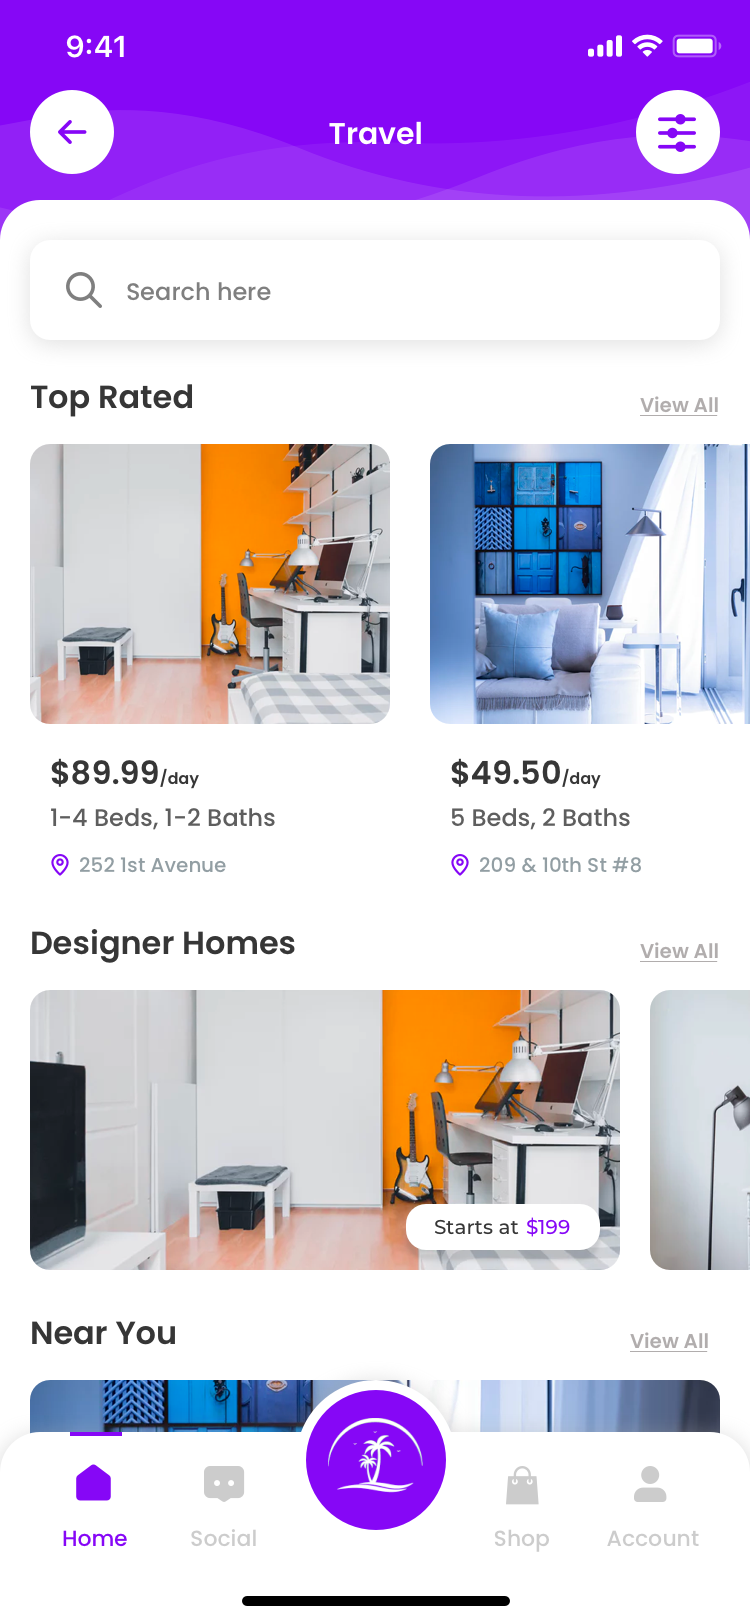 9:41
Travel
Search here
Top Rated
View All
$89.99/day
1-4 Beds, 1-2 Baths
252 1st Avenue
$49.50/day
5 Beds, 2 Baths
209 & 10th St #8
Designer Homes
View All
Starts at $199
Near You
View All
Home
Social
Shop
Account